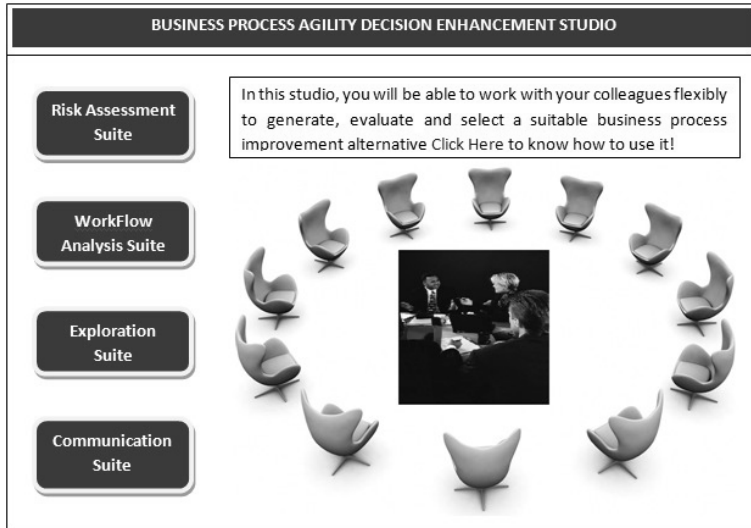 BUSINESS PROCESS AGILITY DECISION ENHANCEMENT STUDIO
Risk Assessment
Suite
In this studio, you will be able to work with your colleagues flexibly
to generate, evaluate and select a suitable business process
improvement alternative Click Here to know how to use it!
WorkFlow
Analysis Suite
Exploration
Suite
Communication
Suite